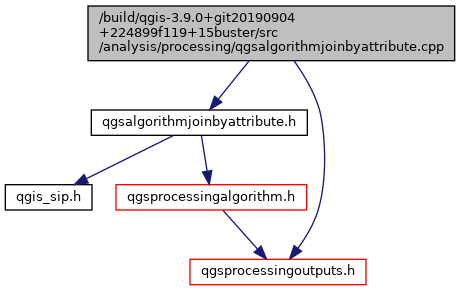 /build/qgis-3.9.0+git20190904
+224899f119+15buster/src
/analysis/processing/qgsalgorithmjoinbyattribute.cpp
qgsalgorithmjoinbyattribute.h
qgis_sip.h
qgsprocessingalgorithm.h
qgsprocessingoutputs.h